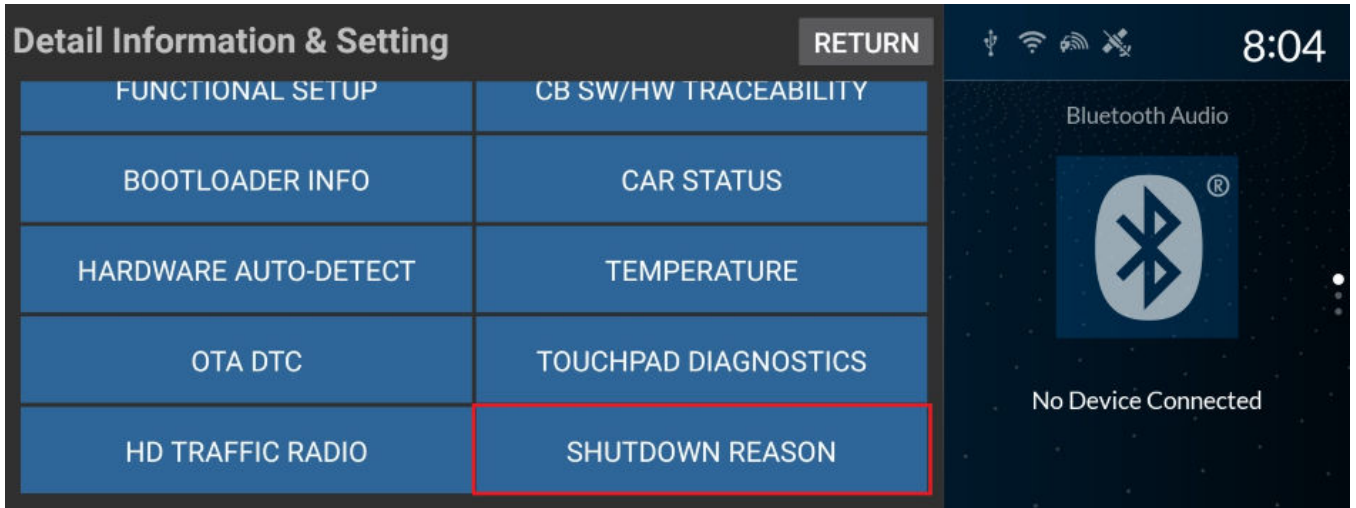 Detail Information & Setting
RETURN
8:04
FUNCTIONAL SETUP
CB SW/HW TRACEABILITY
BOOTLOADER INFO
CAR STATUS
HARDWARE AUTO-DETECT
TEMPERATURE
OTA DTC
TOUCHPAD DIAGNOSTICS
HD TRAFFIC RADIO
SHUTDOWN REASON
Bluetooth Audio
®
No Device Connected